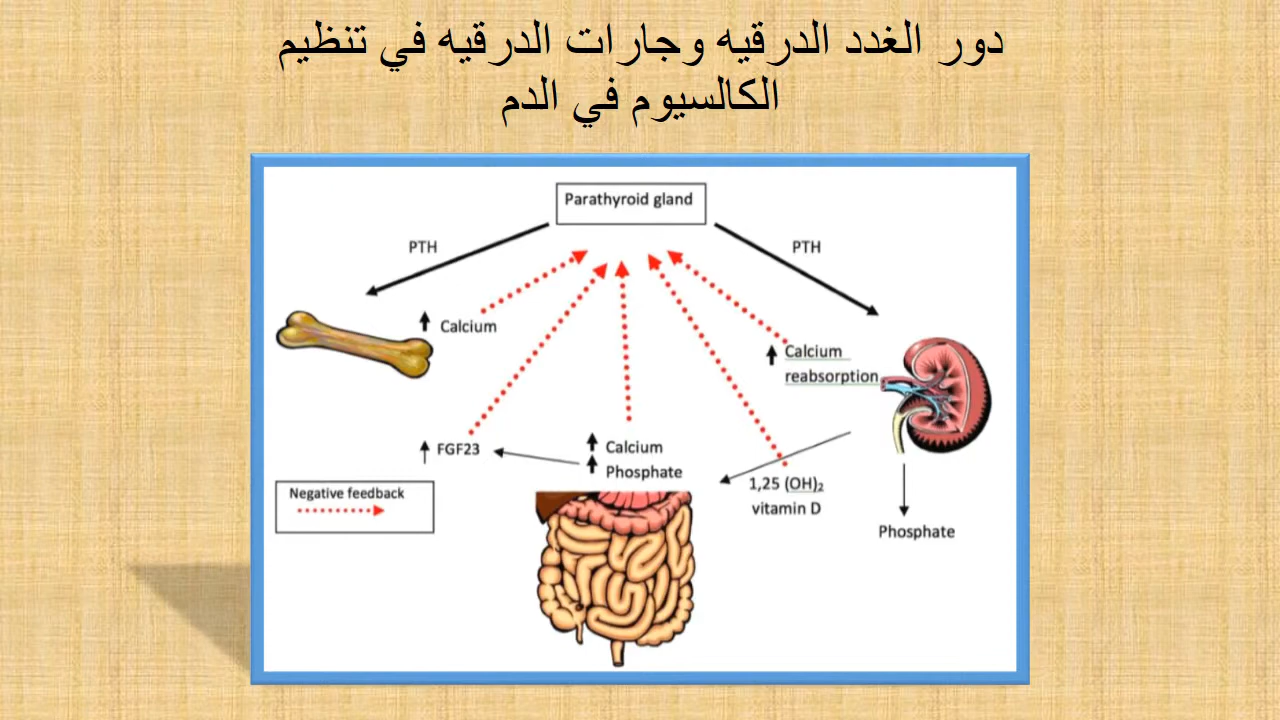 دور الغدد الدرقيه وجارات الدرقيه في تنظيم
الكالسيوم في الدم
Parathyroid gland
PTH
PTH
Calcium
Calcium
reabsorption
FGF23
Calcium
Phosphate
1,25 (OH)₂
vitamin D
Negative feedback
Phosphate